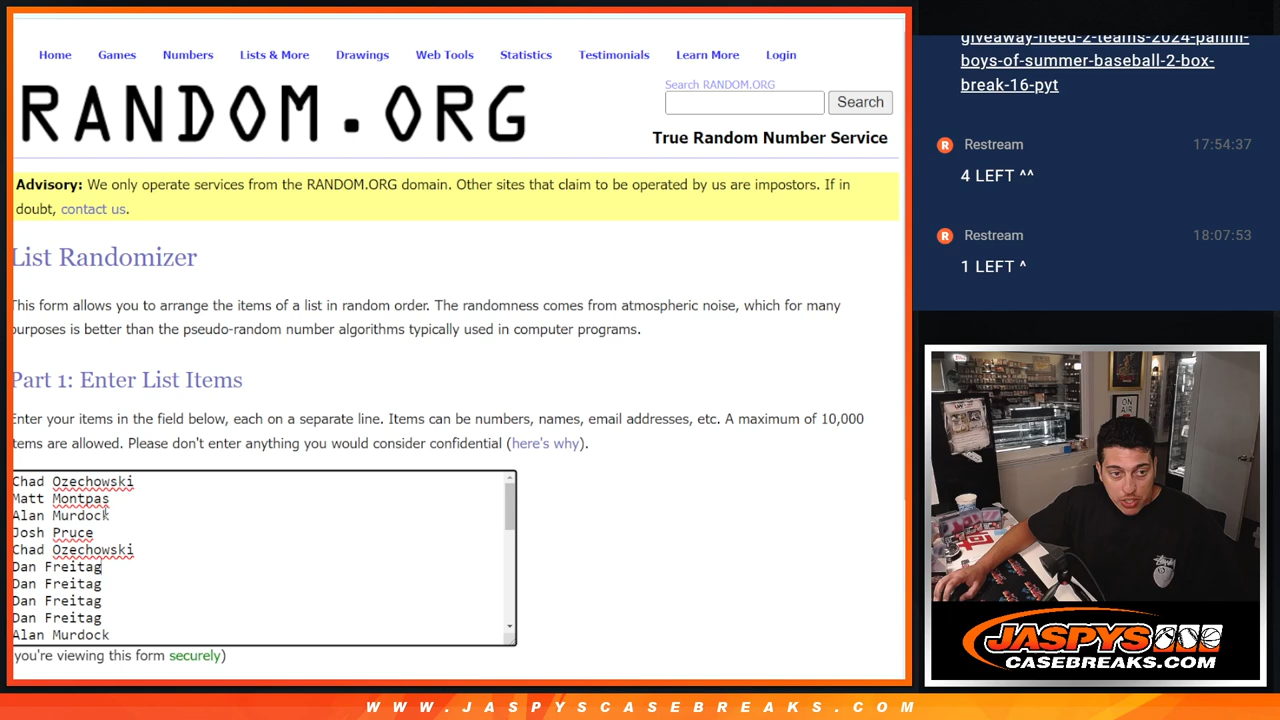 Home Games Numbers Lists & More Drawings Web Tools Statistics Testimonials Learn More Login
RANDOM.ORG
Search RANDOM.ORG
Search
True Random Number Service
Advisory: We only operate services from the RANDOM.ORG domain. Other sites that claim to be operated by us are impostors. If in
doubt, contact us.
List Randomizer
This form allows you to arrange the items of a list in random order. The randomness comes from atmospheric noise, which for many
purposes is better than the pseudo-random number algorithms typically used in computer programs.
Part 1: Enter List Items
Enter your items in the field below, each on a separate line. Items can be numbers, names, email addresses, etc. A maximum of 10,000
items are allowed. Please don't enter anything you would consider confidential (here's why).
Chad Ozechowski
Matt Montpas
Alan Murdock
Josh Pruce
Chad Ozechowski
Dan Freitag
Dan Freitag
Dan Freitag
Dan Freitag
Alan Murdock
you're viewing this form securely)
giveaway-need-2-teams-2024-panini-
boys-of-summer-baseball-2-box-
break-16-pyt
Restream 17:54:37
4 LEFT ^^
Restream 18:07:53
1 LEFT ^
ON
AIR
JASPYS
CASEBREAKS.COM
WWW.JASPYSCASEBREAKS.COM